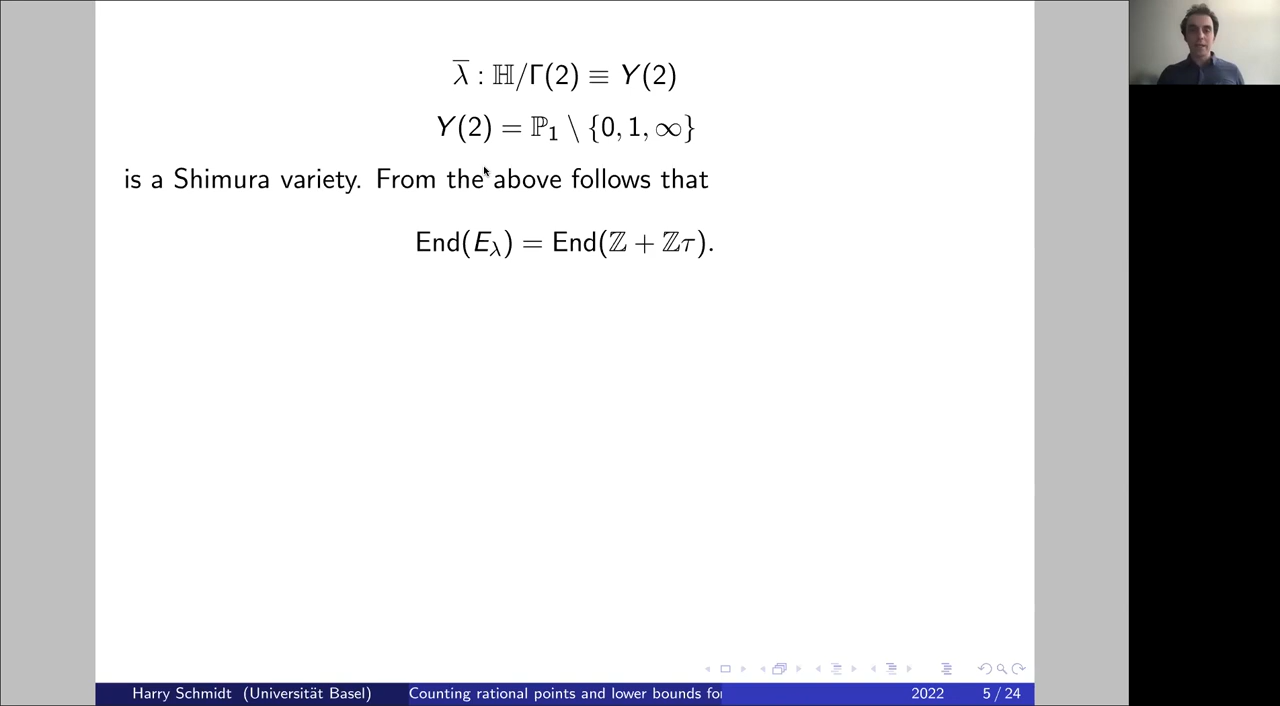 λ̅ : ℍ/Γ(2) ≡ Y(2)
Y(2) = ℙ₁ \ {0, 1, ∞}
is a Shimura variety. From the above follows that
End(E_λ) = End(ℤ + ℤτ).
Harry Schmidt (Universität Basel) Counting rational points and lower bounds for 2022 5 / 24